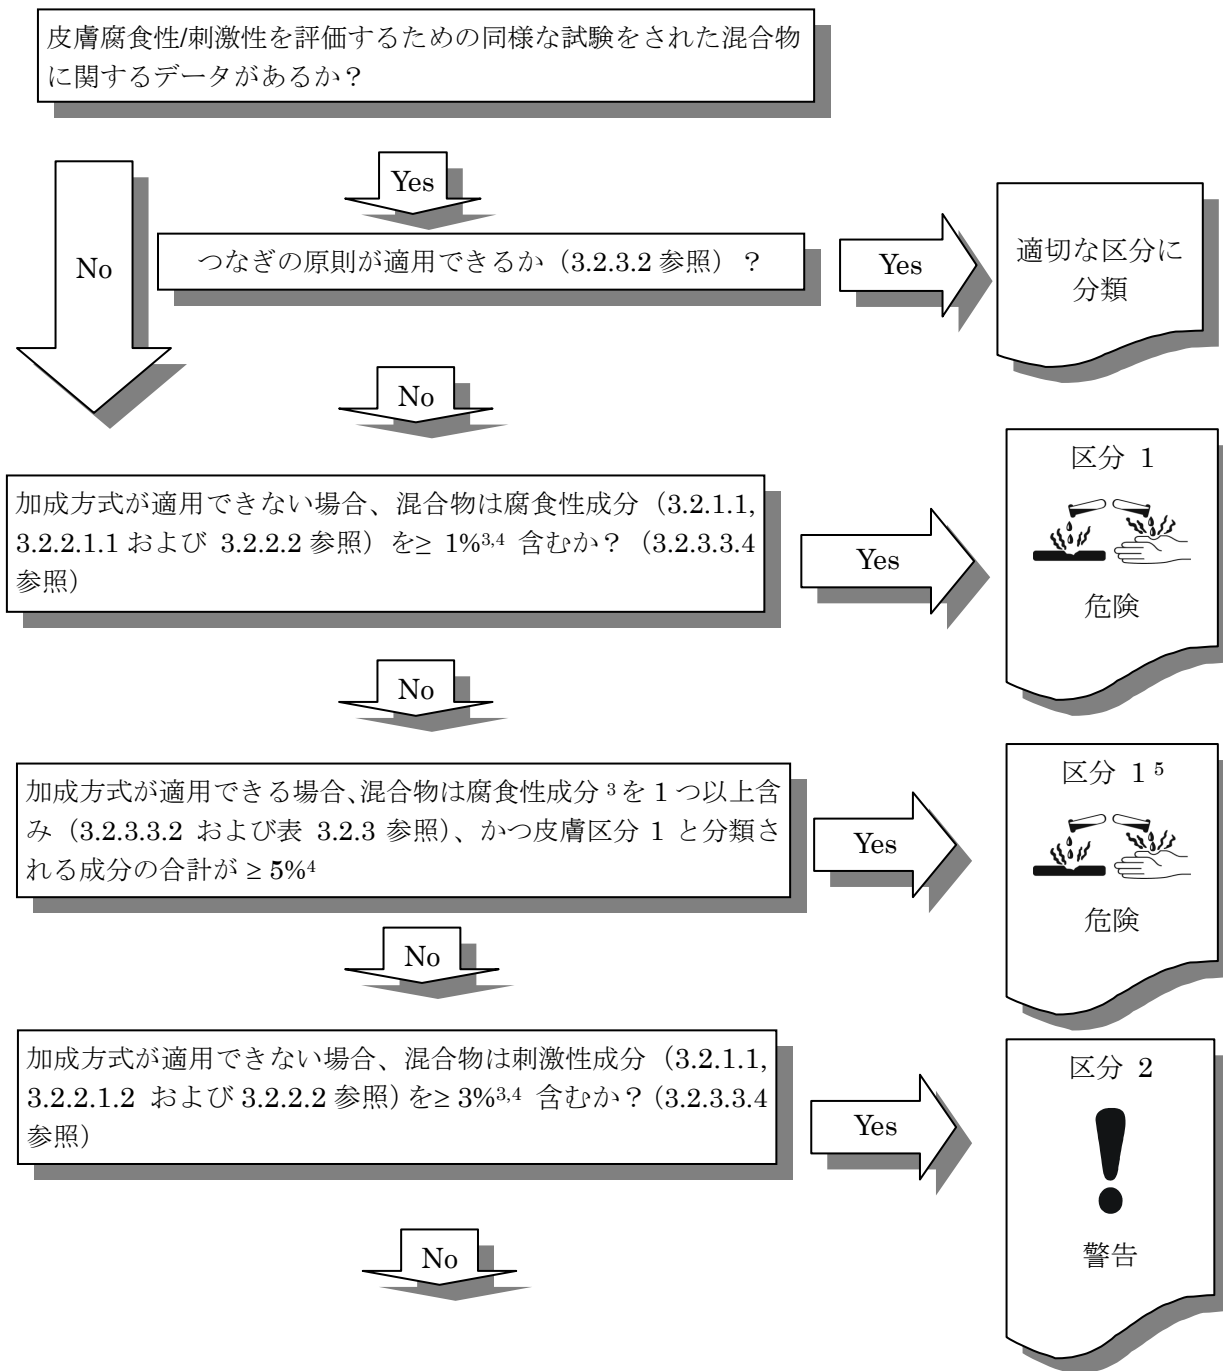 皮膚腐食性/刺激性を評価するための同様な試験をされた混合物
に関するデータがあるか？
Yes
No
つなぎの原則が適用できるか（3.2.3.2 参照）？
Yes
適切な区分に
分類
No
加成方式が適用できない場合、混合物は腐食性成分（3.2.1.1,
3.2.2.1.1 および 3.2.2.2 参照）を≥ 1%³,⁴ 含むか？（3.2.3.3.4
参照）
Yes
区分 1
危険
No
加成方式が適用できる場合、混合物は腐食性成分 ³ を 1 つ以上含
み（3.2.3.3.2 および表 3.2.3 参照）、かつ皮膚区分 1 と分類さ
れる成分の合計が ≥ 5%⁴
Yes
区分 1 ⁵
危険
No
加成方式が適用できない場合、混合物は刺激性成分（3.2.1.1,
3.2.2.1.2 および 3.2.2.2 参照）を≥ 3%³,⁴ 含むか？（3.2.3.3.4
参照）
Yes
区分 2
警告
No